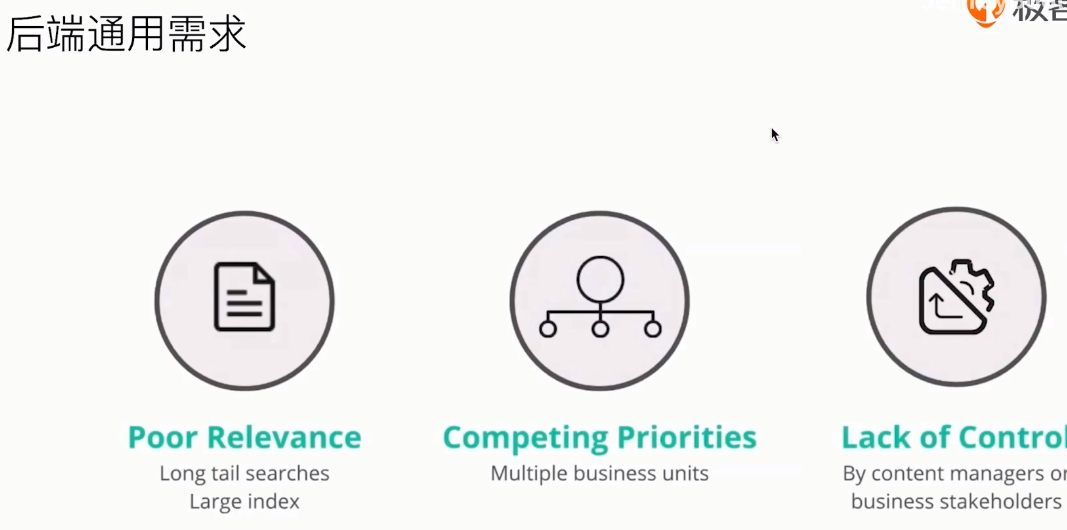 后端通用需求
极客
Poor Relevance
Long tail searches
Large index
Competing Priorities
Multiple business units
Lack of Control
By content managers or
business stakeholders